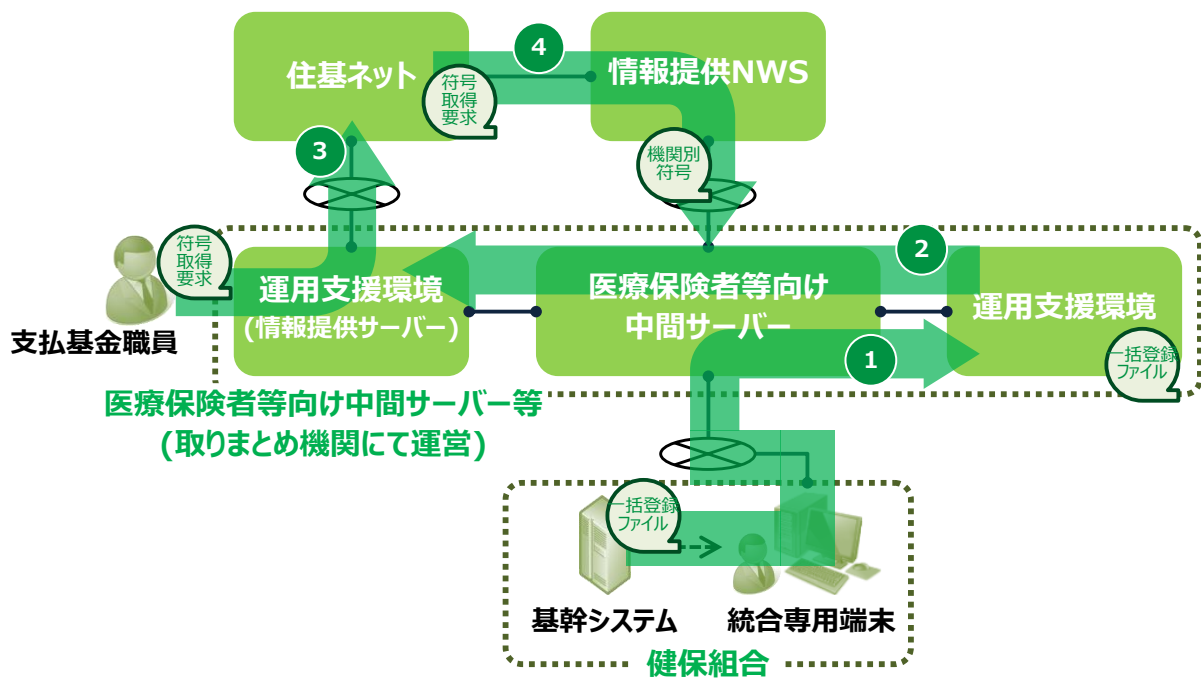 4
住基ネット
情報提供NWS
符号
取得
要求
3
機関別
符号
符号
取得
要求
2
運用支援環境
(情報提供サーバー)
医療保険者等向け
中間サーバー
運用支援環境
支払基金職員
1
一括登録
ファイル
医療保険者等向け中間サーバー等
(取りまとめ機関にて運営)
一括登録
ファイル
基幹システム
統合専用端末
健保組合